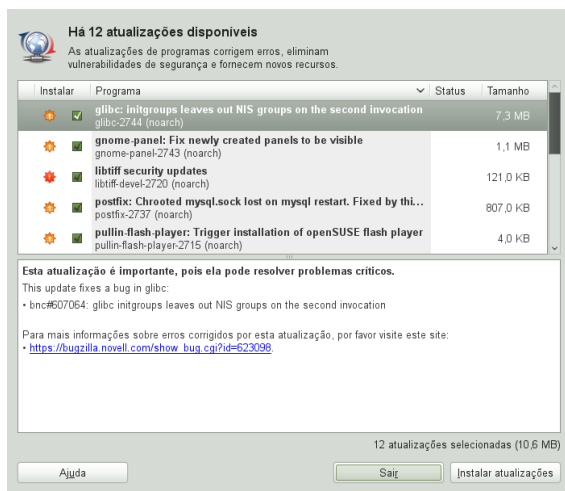 Há 12 atualizações disponíveis
As atualizações de programas corrigem erros, eliminam
vulnerabilidades de segurança e fornecem novos recursos.
Instalar Programa Status Tamanho
glibc: initgroups leaves out NIS groups on the second invocation
glibc-2744 (noarch)
7,3 MB
gnome-panel: Fix newly created panels to be visible
gnome-panel-2743 (noarch)
1,1 MB
libtiff security updates
libtiff-devel-2720 (noarch)
121,0 KB
postfix: Chrooted mysql.sock lost on mysql restart. Fixed by thi...
postfix-2737 (noarch)
807,0 KB
pullin-flash-player: Trigger installation of openSUSE flash player
pullin-flash-player-2715 (noarch)
4,0 KB
Esta atualização é importante, pois ela pode resolver problemas críticos.
This update fixes a bug in glibc:
• bnc#607064: glibc initgroups leaves out NIS groups on the second invocation
Para mais informações sobre erros corrigidos por esta atualização, por favor visite este site:
• https://bugzilla.novell.com/show_bug.cgi?id=623098.
12 atualizações selecionadas (10,6 MB)
Ajuda
Sair
Instalar atualizações